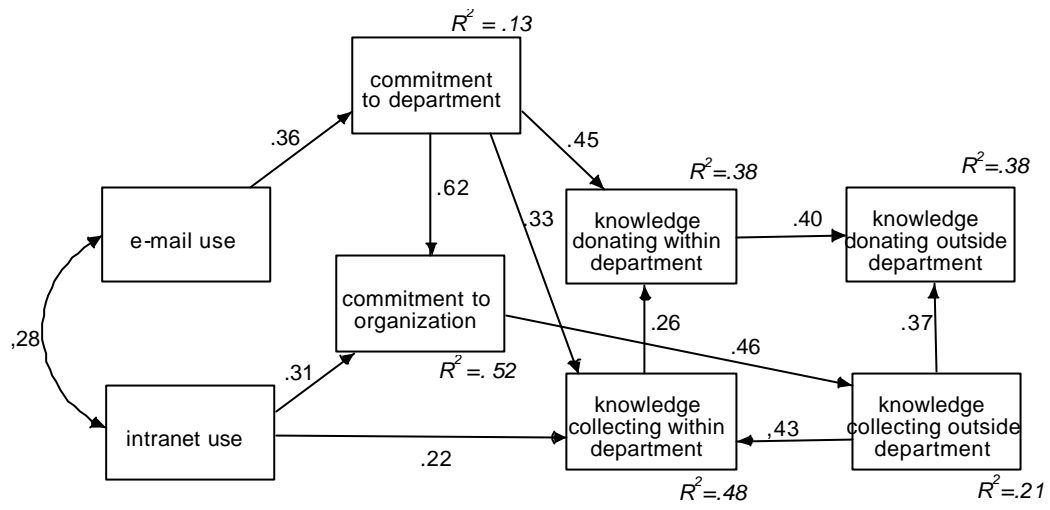 R² = .13
commitment
to department
.36
.45
.62
.33
e-mail use
R²=.38
knowledge
donating within
department
.40
R²=.38
knowledge
donating outside
department
commitment to
organization
R²=. 52
,28
.31
.26
.46
.37
intranet use
.22
knowledge
collecting within
department
R²=.48
,43
knowledge
collecting outside
department
R²=.21